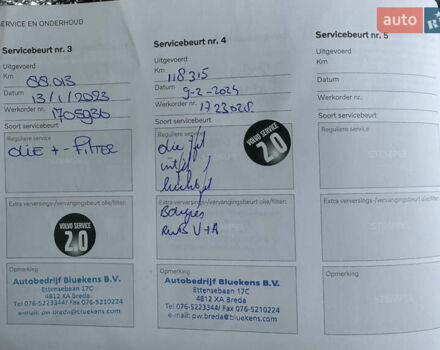 SERVICE EN ONDERHOUD
auto R
Servicebeurt nr. 3
Uitgevoerd
Km 88.013
Datum 13/1/2023
Werkorder nr. 1705936
Soort servicebeurt
Reguliere service
OLIE + - FILTER
Extra verversings-/vervangingsbeurt olie/filter:
VOLVO SERVICE
2.0
Opmerking
Autobedrijf Bluekens B.V.
Ettensebaan 17C
4812 XA Breda
Tel 076-5223344/ Fax 076-5210224
e-mail: pw.breda@bluekens.com
Servicebeurt nr. 4
Uitgevoerd
Km 118315
Datum 9-2-2024
Werkorder nr. 1723028
Soort servicebeurt
Reguliere service
olie
VOLVO SERVICE
2.0
Extra verversings-/vervangingsbeurt olie/filter:
Bougies
RwB V+A
Opmerking
Autobedrijf Bluekens B.V.
Ettensebaan 17C
4812 XA Breda
Tel 076-5223344/ Fax 076-5210224
e-mail: pw.breda@bluekens.com
Servicebeurt nr. 5
Uitgevoerd
Km
Datum
Werkorder nr.
Soort servicebeurt
Reguliere service
Extra verversings-/vervangingsbeurt olie/filter:
Opmerking